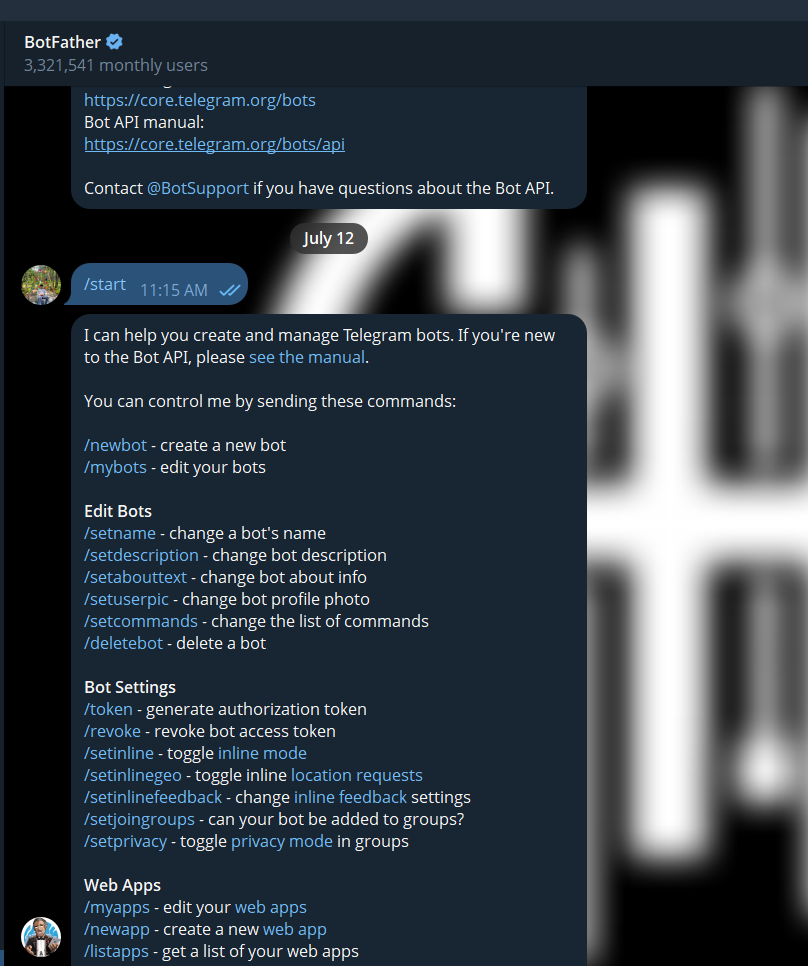 BotFather
3,321,541 monthly users
https://core.telegram.org/bots
Bot API manual:
https://core.telegram.org/bots/api
Contact @BotSupport if you have questions about the Bot API.
July 12
/start 11:15 AM
I can help you create and manage Telegram bots. If you're new
to the Bot API, please see the manual.
You can control me by sending these commands:
/newbot - create a new bot
/mybots - edit your bots
Edit Bots
/setname - change a bot's name
/setdescription - change bot description
/setabouttext - change bot about info
/setuserpic - change bot profile photo
/setcommands - change the list of commands
/deletebot - delete a bot
Bot Settings
/token - generate authorization token
/revoke - revoke bot access token
/setinline - toggle inline mode
/setinlinegeo - toggle inline location requests
/setinlinefeedback - change inline feedback settings
/setjoingroups - can your bot be added to groups?
/setprivacy - toggle privacy mode in groups
Web Apps
/myapps - edit your web apps
/newapp - create a new web app
/listapps - get a list of your web apps